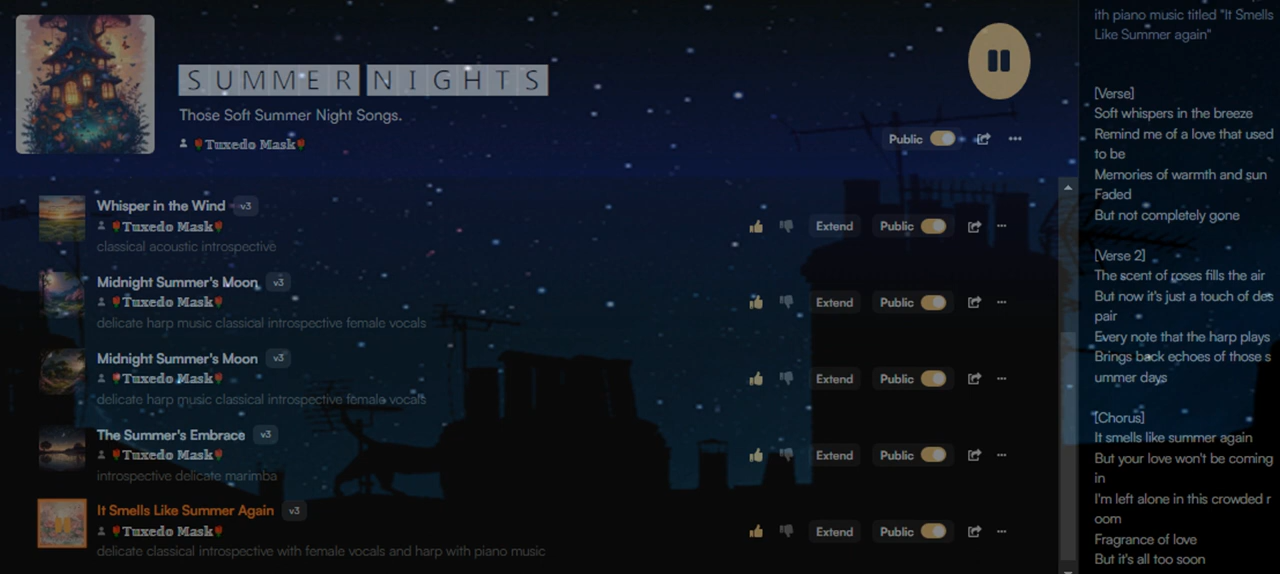 SUMMER NIGHTS
Those Soft Summer Night Songs.
🌹Tuxedo Mask🌹
Public
Whisper in the Wind v3
🌹Tuxedo Mask🌹
classical acoustic introspective
Extend Public
Midnight Summer's Moon v3
🌹Tuxedo Mask🌹
delicate harp music classical introspective female vocals
Extend Public
Midnight Summer's Moon v3
🌹Tuxedo Mask🌹
delicate harp music classical introspective female vocals
Extend Public
The Summer's Embrace v3
🌹Tuxedo Mask🌹
introspective delicate marimba
Extend Public
It Smells Like Summer Again v3
🌹Tuxedo Mask🌹
delicate classical introspective with female vocals and harp with piano music
Extend Public
ith piano music titled "It Smells
Like Summer again"
[Verse]
Soft whispers in the breeze
Remind me of a love that used
to be
Memories of warmth and sun
Faded
But not completely gone
[Verse 2]
The scent of roses fills the air
But now it's just a touch of des
pair
Every note that the harp plays
Brings back echoes of those s
ummer days
[Chorus]
It smells like summer again
But your love won't be coming
in
I'm left alone in this crowded r
oom
Fragrance of love
But it's all too soon